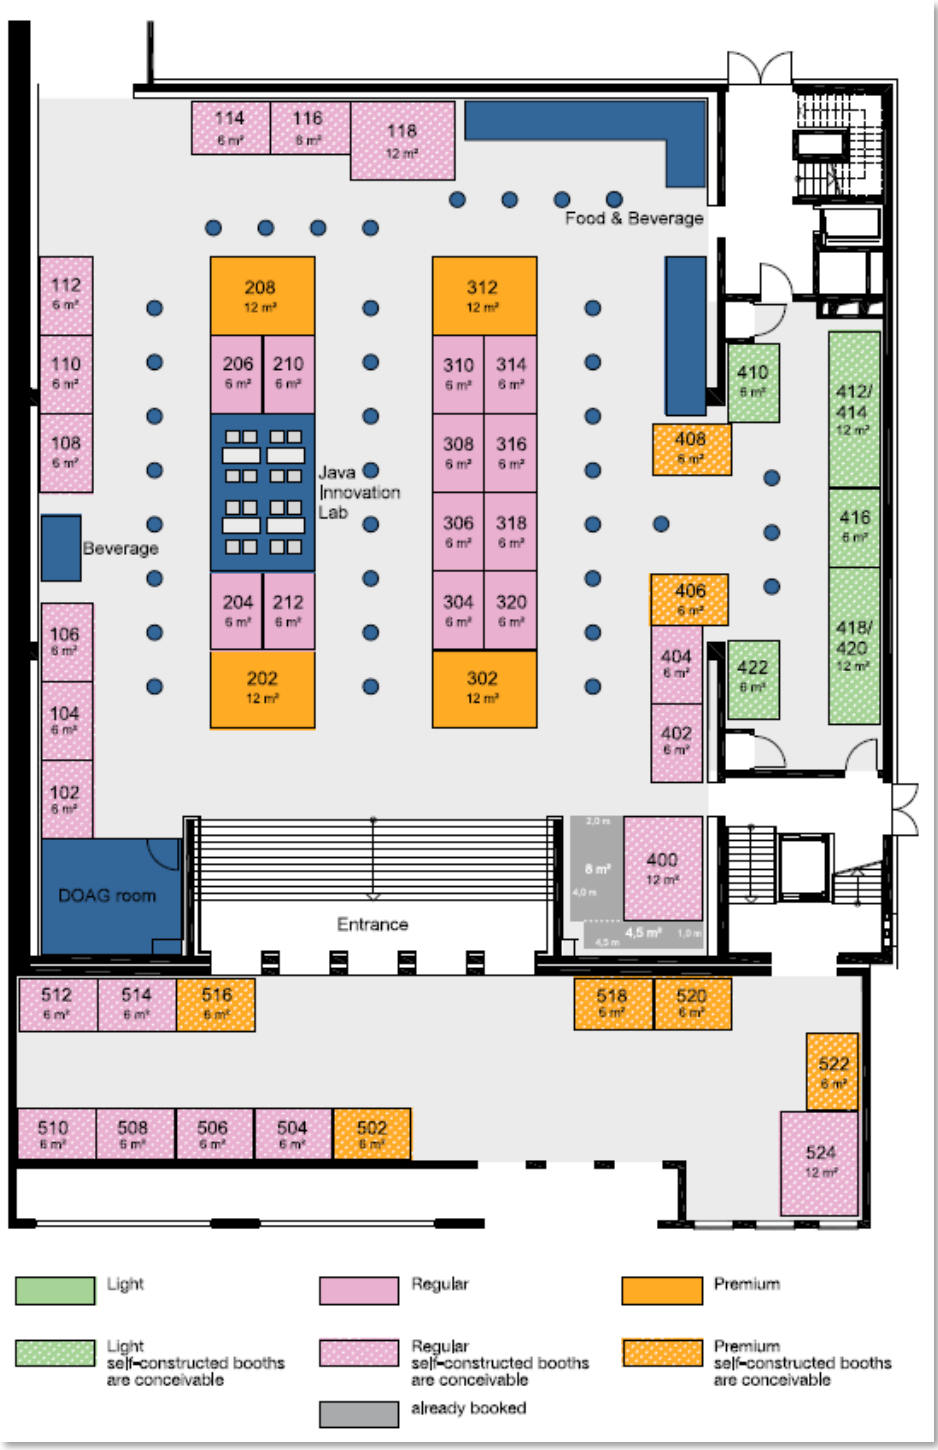 114
6 m²
116
6 m²
118
12 m²
Food & Beverage
112
6 m²
110
6 m²
108
6 m²
208
12 m²
206
6 m²
210
6 m²
312
12 m²
310
6 m²
314
6 m²
308
6 m²
316
6 m²
306
6 m²
318
6 m²
304
6 m²
320
6 m²
302
12 m²
Java
Innovation
Lab
Beverage
204
6 m²
212
6 m²
202
12 m²
106
6 m²
104
6 m²
102
6 m²
410
6 m²
408
6 m²
412/
414
12 m²
416
6 m²
418/
420
12 m²
406
6 m²
404
6 m²
402
6 m²
422
6 m²
DOAG room
Entrance
2,0 m
8 m²
4,0 m
4,5 m²
4,5 m
1,0 m
400
12 m²
512
6 m²
514
6 m²
516
6 m²
518
6 m²
520
6 m²
522
6 m²
524
12 m²
510
6 m²
508
6 m²
506
6 m²
504
6 m²
502
6 m²
Light
Regular
Premium
Light
self-constructed booths
are conceivable
Regular
self-constructed booths
are conceivable
Premium
self-constructed booths
are conceivable
already booked